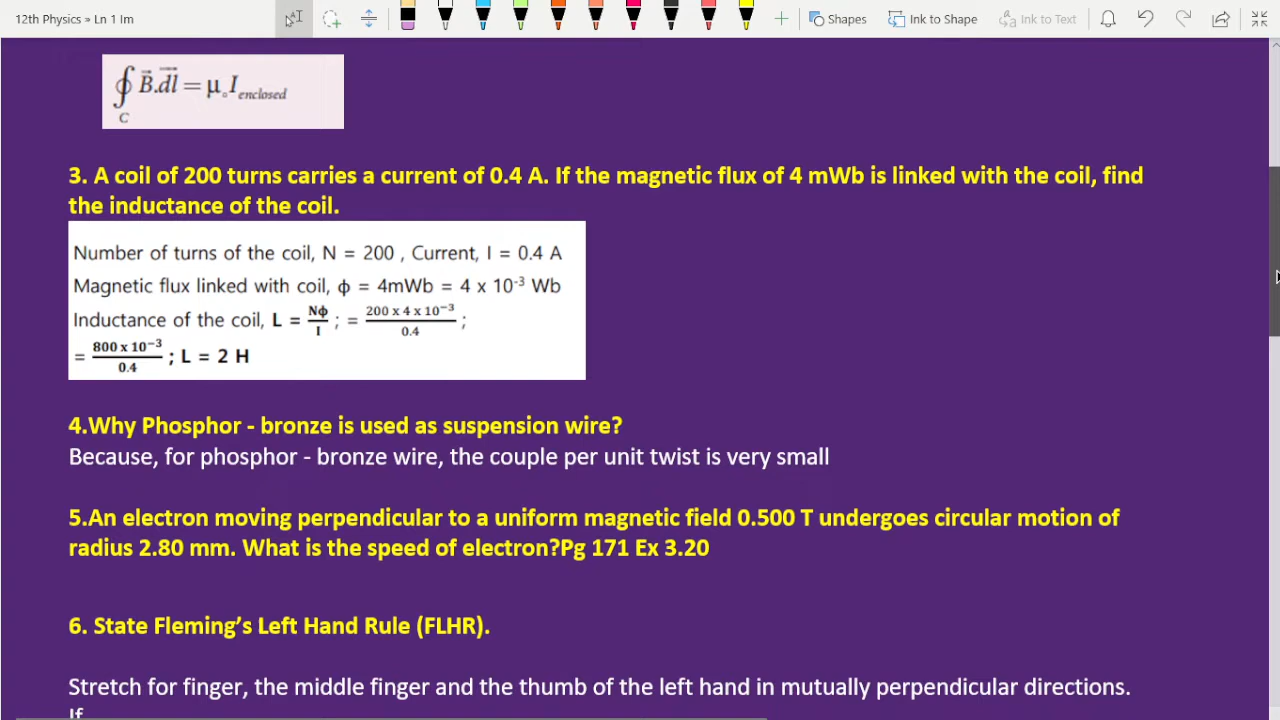 12th Physics » Ln 1 Im
Shapes
Ink to Shape
Ink to Text
∮ B⃗.dl⃗ = μ₀ I enclosed
C
3. A coil of 200 turns carries a current of 0.4 A. If the magnetic flux of 4 mWb is linked with the coil, find
the inductance of the coil.
Number of turns of the coil, N = 200 , Current, I = 0.4 A
Magnetic flux linked with coil, ϕ = 4mWb = 4 x 10⁻³ Wb
Inductance of the coil, L = Nϕ/I ; = 200 x 4 x 10⁻³/0.4 ;
= 800 x 10⁻³/0.4 ; L = 2 H
4.Why Phosphor - bronze is used as suspension wire?
Because, for phosphor - bronze wire, the couple per unit twist is very small
5.An electron moving perpendicular to a uniform magnetic field 0.500 T undergoes circular motion of
radius 2.80 mm. What is the speed of electron?Pg 171 Ex 3.20
6. State Fleming’s Left Hand Rule (FLHR).
Stretch for finger, the middle finger and the thumb of the left hand in mutually perpendicular directions.
If